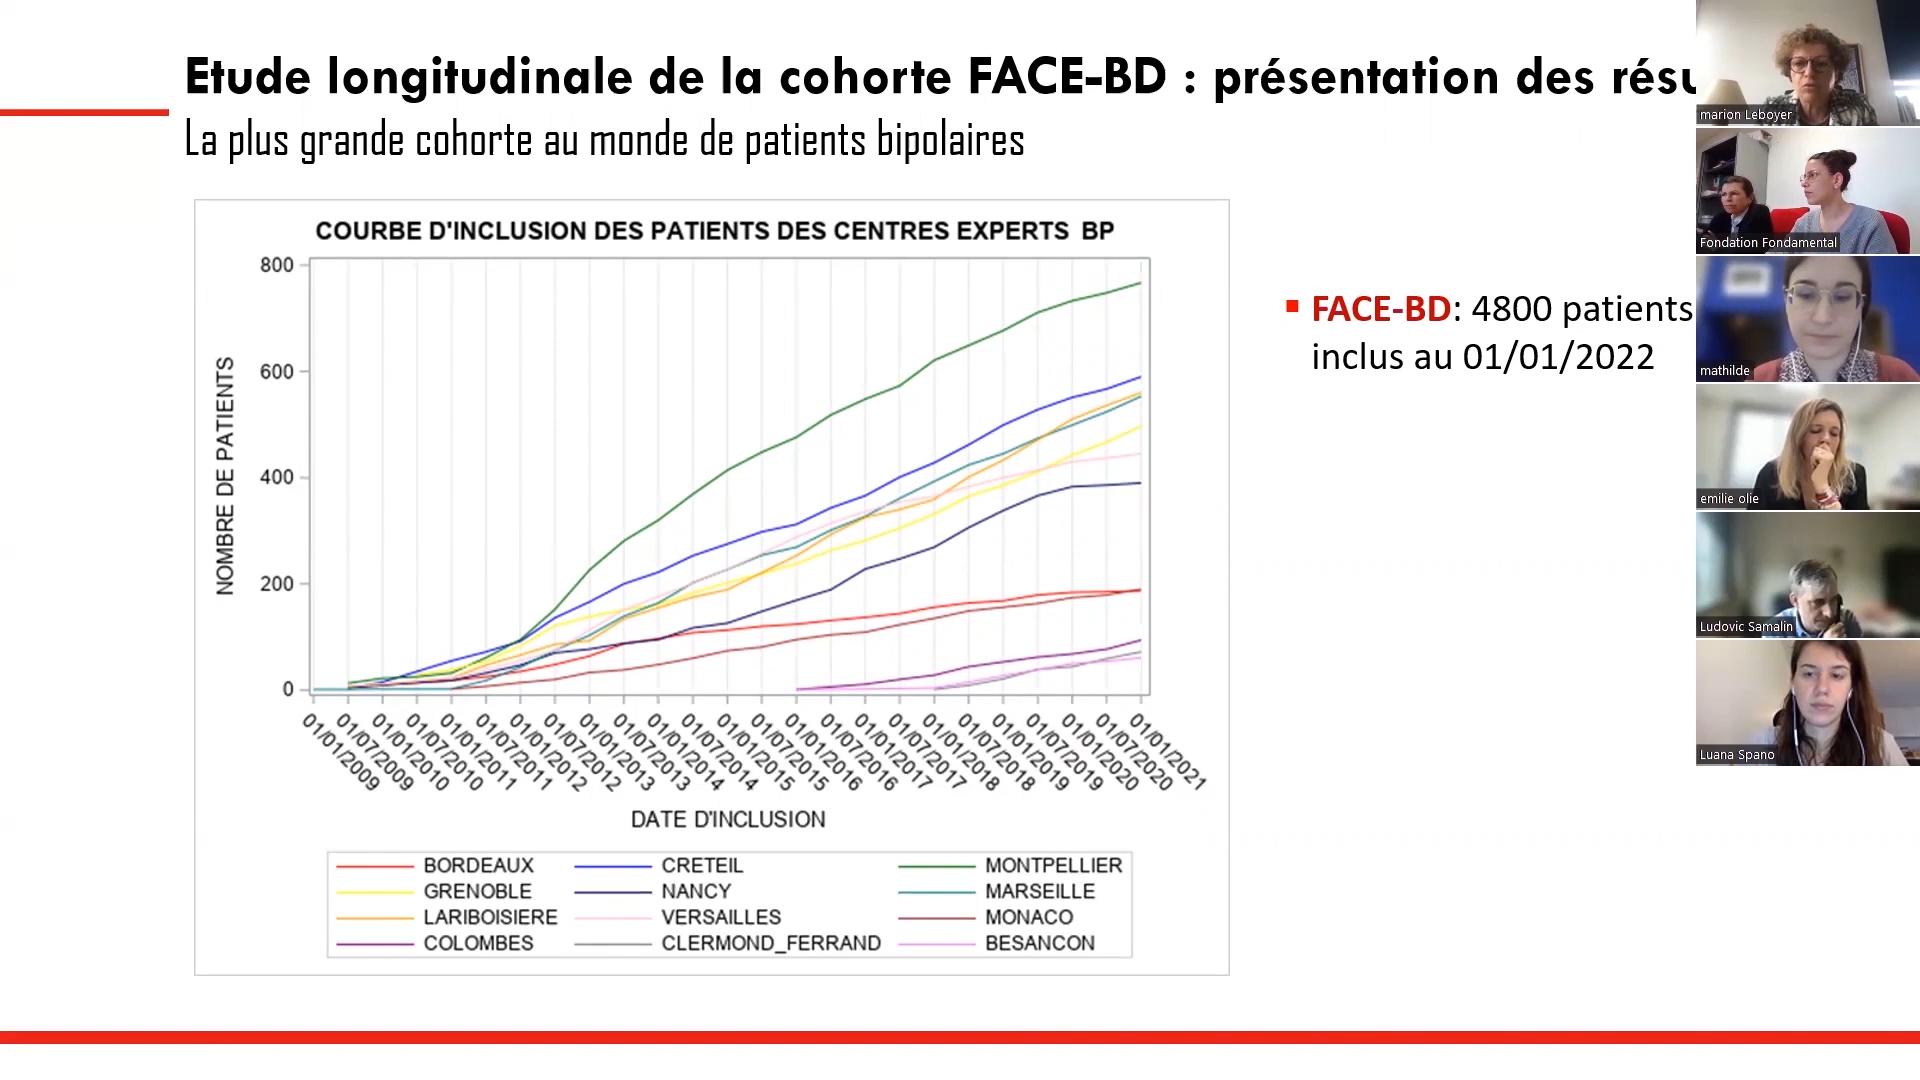 Etude longitudinale de la cohorte FACE-BD : présentation des résu
La plus grande cohorte au monde de patients bipolaires
COURBE D'INCLUSION DES PATIENTS DES CENTRES EXPERTS BP
NOMBRE DE PATIENTS
800
600
400
200
0
01/01/2009
01/07/2009
01/01/2010
01/07/2010
01/01/2011
01/07/2011
01/01/2012
01/07/2012
01/01/2013
01/07/2013
01/01/2014
01/07/2014
01/01/2015
01/07/2015
01/01/2016
01/07/2016
01/01/2017
01/07/2017
01/01/2018
01/07/2018
01/01/2019
01/07/2019
01/01/2020
01/07/2020
01/01/2021
DATE D'INCLUSION
BORDEAUX CRETEIL MONTPELLIER
GRENOBLE NANCY MARSEILLE
LARIBOISIERE VERSAILLES MONACO
COLOMBES CLERMOND_FERRAND BESANCON
FACE-BD: 4800 patients
inclus au 01/01/2022
marion Leboyer
Fondation Fondamental
mathilde
emilie olie
Ludovic Samalin
Luana Spano